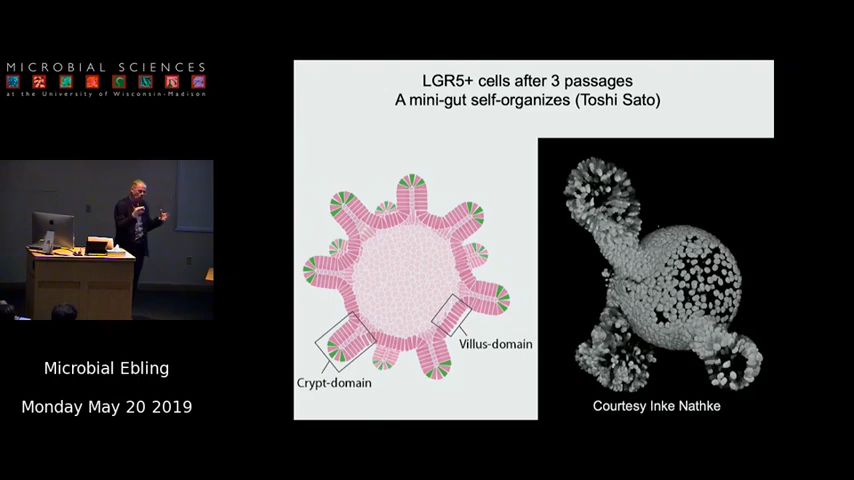 MICROBIAL SCIENCES
at the University of Wisconsin-Madison
LGR5+ cells after 3 passages
A mini-gut self-organizes (Toshi Sato)
Villus-domain
Crypt-domain
Courtesy Inke Nathke
Microbial Ebling
Monday May 20 2019